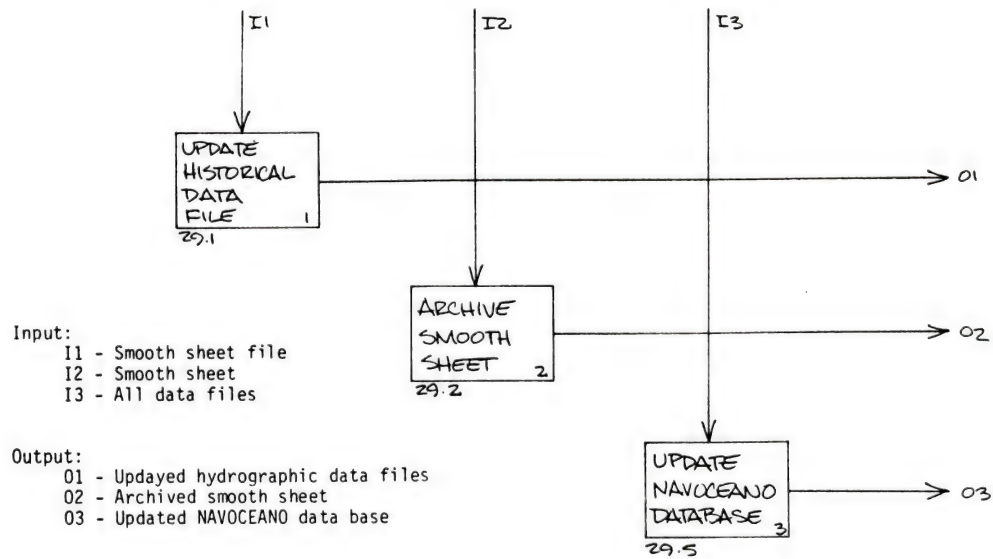 I1
I2
I3
UPDATE
HISTORICAL
DATA
FILE 1
29.1
O1
ARCHIVE
SMOOTH
SHEET 2
29.2
O2
Input:
I1 - Smooth sheet file
I2 - Smooth sheet
I3 - All data files
Output:
O1 - Updayed hydrographic data files
O2 - Archived smooth sheet
O3 - Updated NAVOCEANO data base
UPDATE
NAVOCEANO
DATABASE 3
29.5
O3